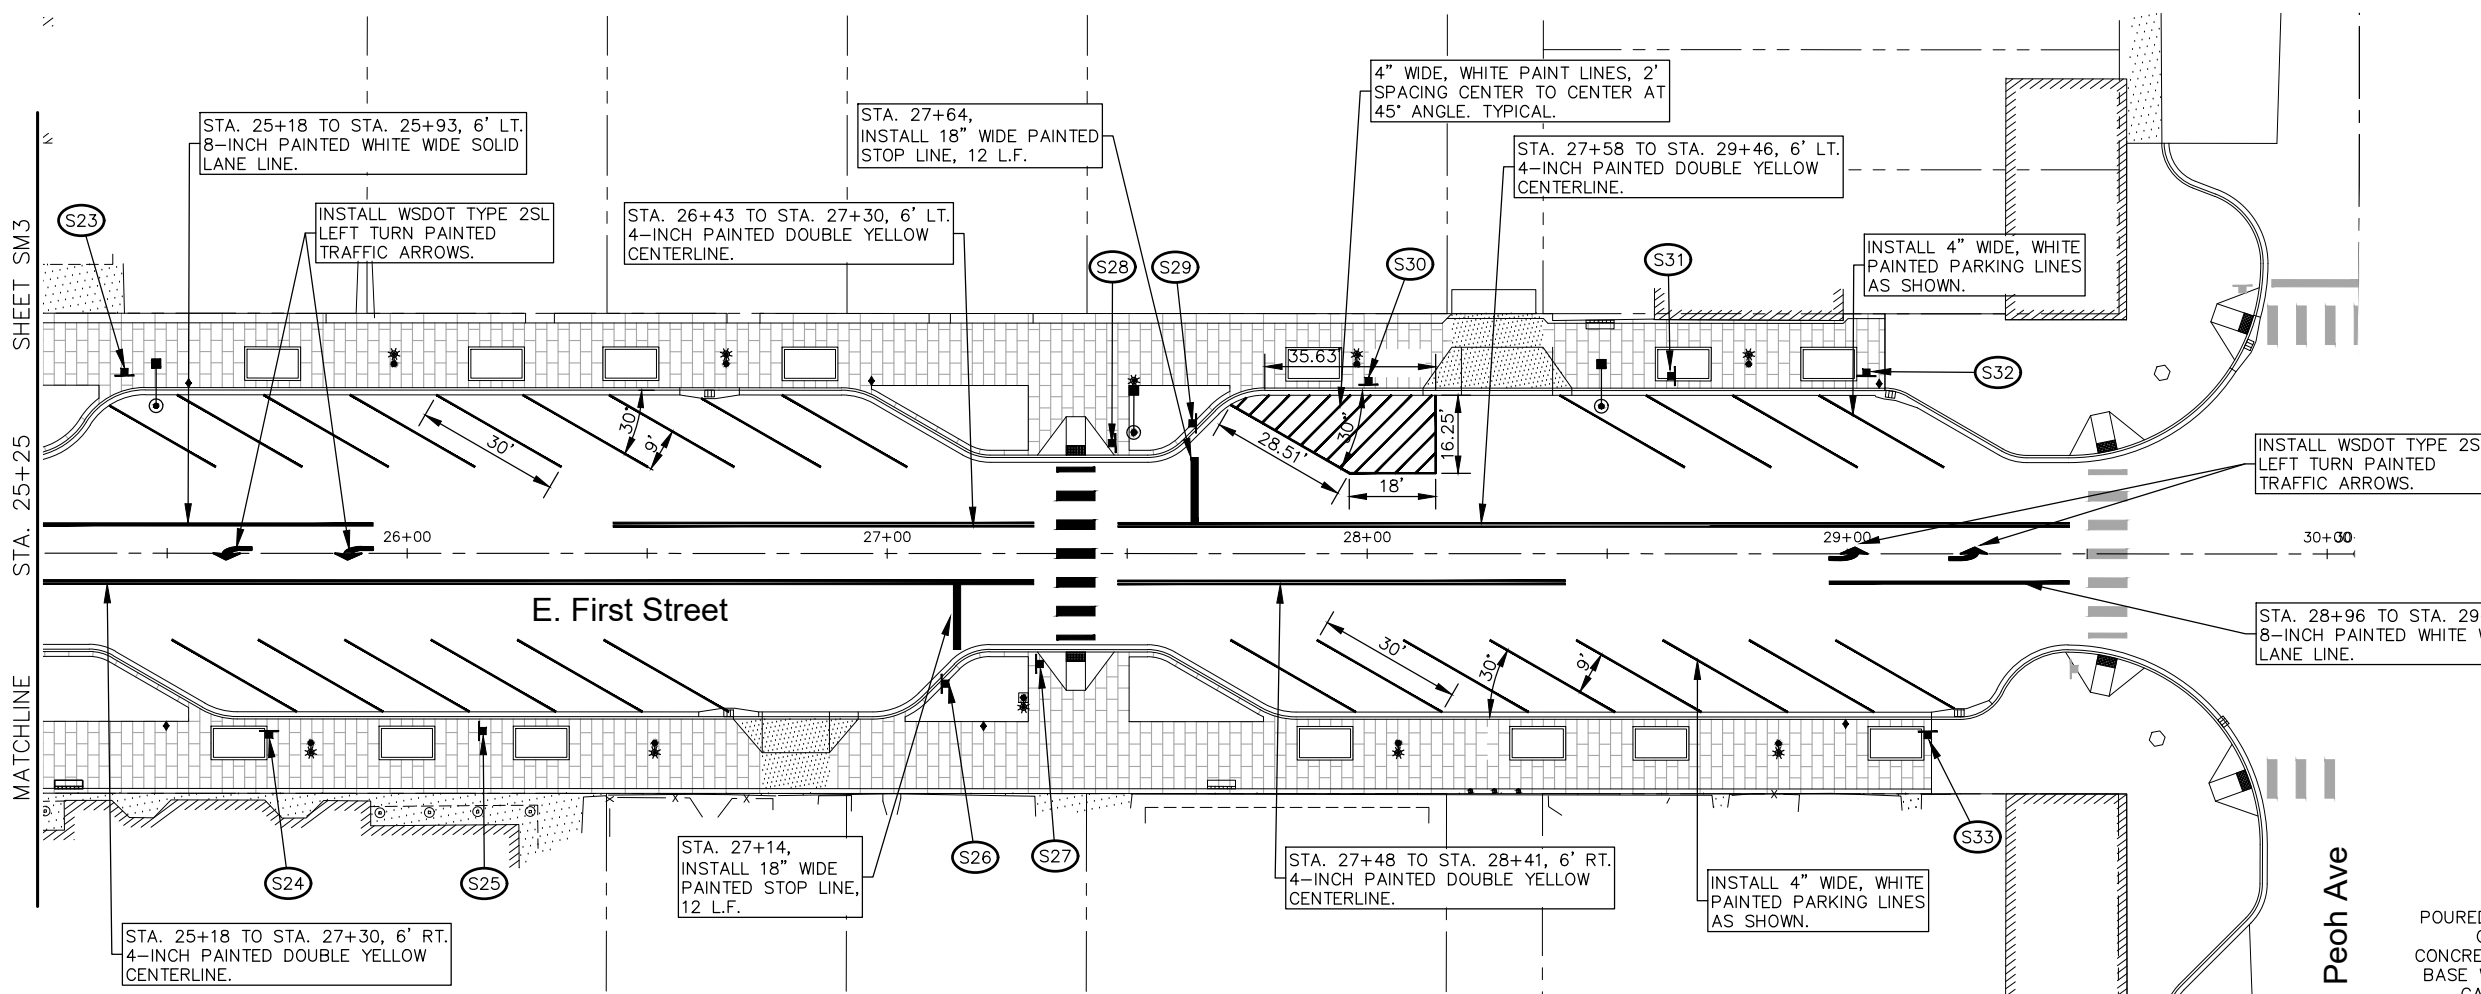 4” WIDE, WHITE PAINT LINES, 2’
SPACING CENTER TO CENTER AT
45° ANGLE. TYPICAL.
STA. 25+18 TO STA. 25+93, 6’ LT.
8–INCH PAINTED WHITE WIDE SOLID
LANE LINE.
STA. 27+64,
INSTALL 18” WIDE PAINTED
STOP LINE, 12 L.F.
STA. 27+58 TO STA. 29+46, 6’ LT.
4–INCH PAINTED DOUBLE YELLOW
CENTERLINE.
S23
INSTALL WSDOT TYPE 2SL
LEFT TURN PAINTED
TRAFFIC ARROWS.
STA. 26+43 TO STA. 27+30, 6’ LT.
4–INCH PAINTED DOUBLE YELLOW
CENTERLINE.
S28
S29
S30
S31
INSTALL 4” WIDE, WHITE
PAINTED PARKING LINES
AS SHOWN.
S32
35.63’
30°
9’
30’
28.51’
30°
16.25’
18’
INSTALL WSDOT TYPE 2S
LEFT TURN PAINTED
TRAFFIC ARROWS.
MATCHLINE STA. 25+25 SHEET SM3
26+00
27+00
28+00
29+00
30+00
E. First Street
30’
30°
9’
STA. 28+96 TO STA. 29
8–INCH PAINTED WHITE W
LANE LINE.
S24
S25
STA. 27+14,
INSTALL 18” WIDE
PAINTED STOP LINE,
12 L.F.
S26
S27
STA. 27+48 TO STA. 28+41, 6’ RT.
4–INCH PAINTED DOUBLE YELLOW
CENTERLINE.
INSTALL 4” WIDE, WHITE
PAINTED PARKING LINES
AS SHOWN.
S33
STA. 25+18 TO STA. 27+30, 6’ RT.
4–INCH PAINTED DOUBLE YELLOW
CENTERLINE.
Peoh Ave
POURED
CONCRE
BASE W